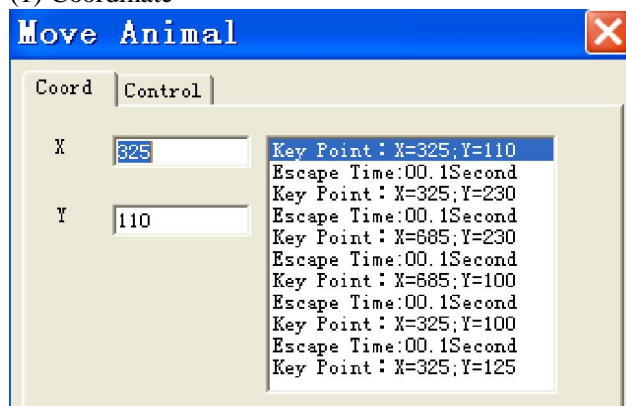 (1) Coordinate
Move Animal
Coord Control
X 325
Y 110
Key Point：X=325;Y=110
Escape Time:00.1Second
Key Point：X=325;Y=230
Escape Time:00.1Second
Key Point：X=685;Y=230
Escape Time:00.1Second
Key Point：X=685;Y=100
Escape Time:00.1Second
Key Point：X=325;Y=100
Escape Time:00.1Second
Key Point：X=325;Y=125